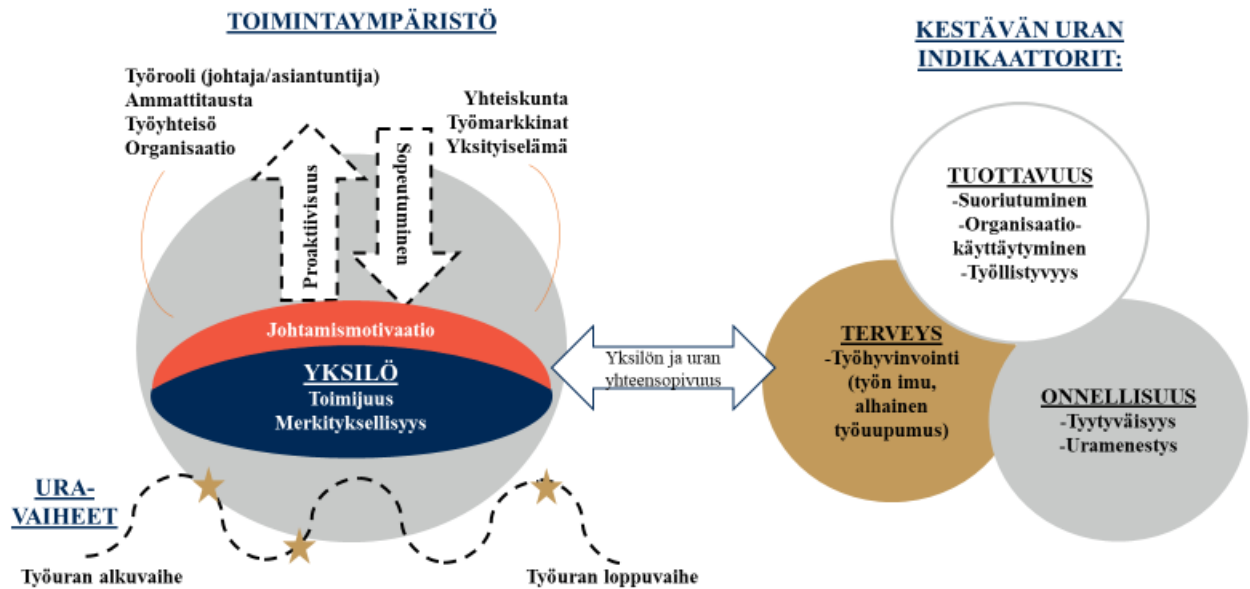 TOIMINTAYMPÄRISTÖ
Työrooli (johtaja/asiantuntija)
Ammattitausta
Työyhteisö
Organisaatio
Yhteiskunta
Työmarkkinat
Yksityiselämä
Proaktiivisuus
Sopeutuminen
Johtamismotivaatio
YKSILÖ
Toimijuus
Merkityksellisyys
URA-
VAIHEET
Työuran alkuvaihe
Työuran loppuvaihe
Yksilön ja uran
yhteensopivuus
KESTÄVÄN URAN
INDIKAATTORIT:
TUOTTAVUUS
-Suoriutuminen
-Organisaatio-
käyttäytyminen
-Työllistyvyys
TERVEYS
-Työhyvinvointi
(työn imu,
alhainen
työuupumus)
ONNELLISUUS
-Tyytyväisyys
-Uramenestys